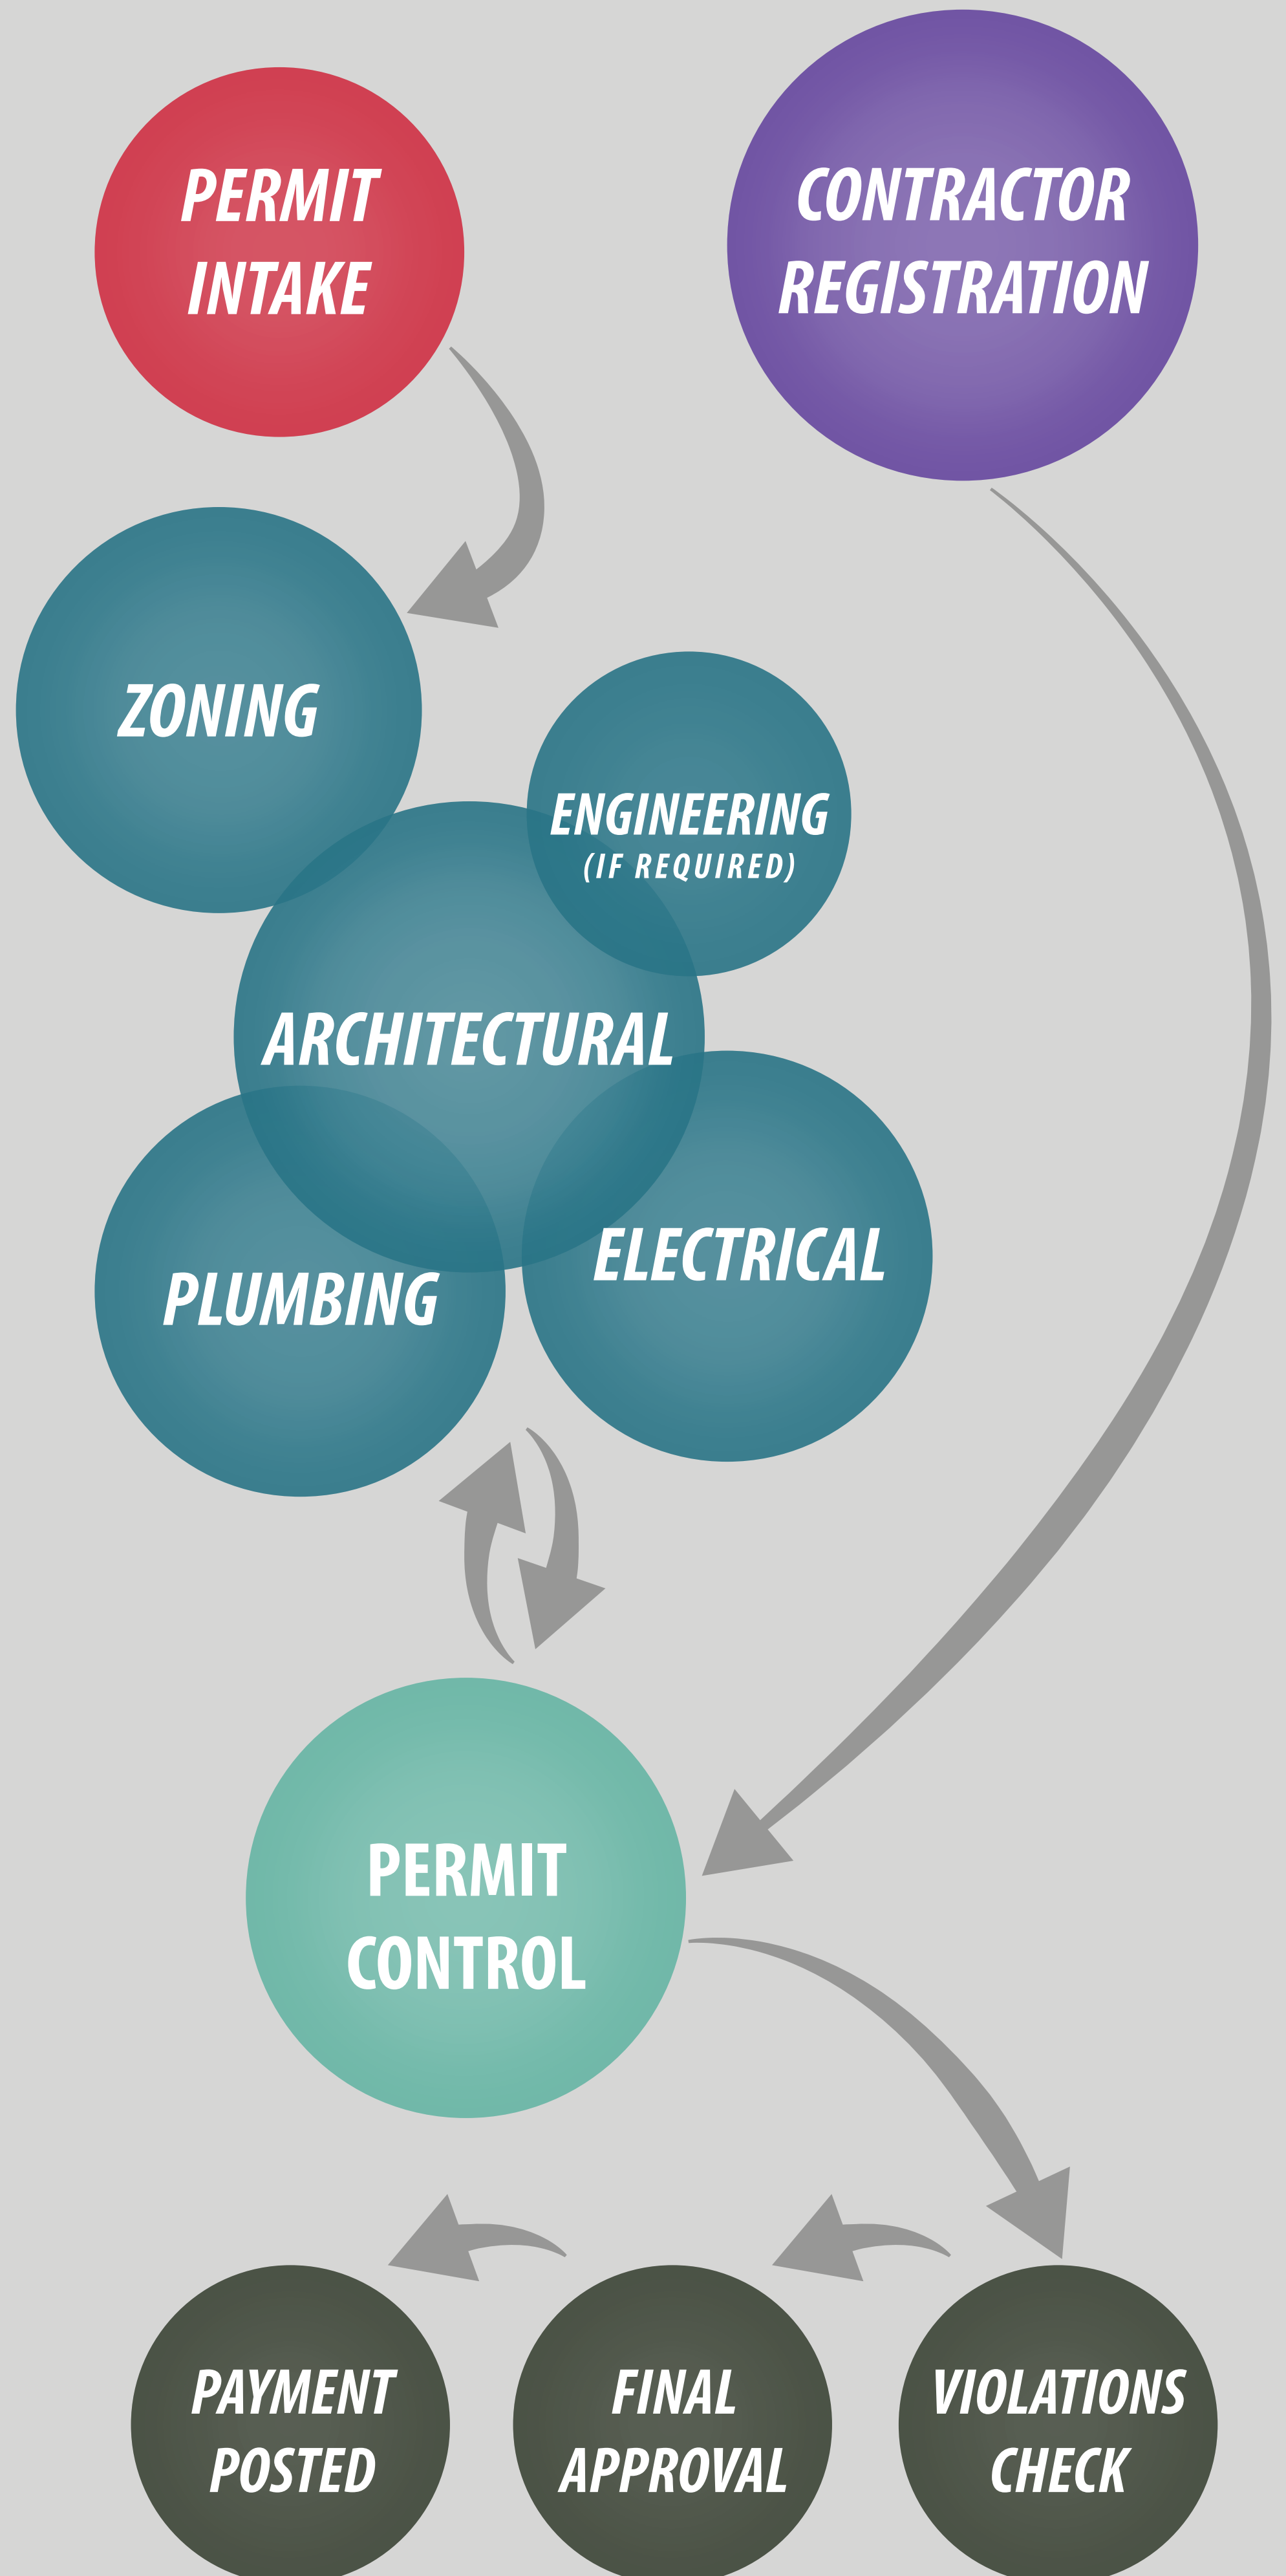 PERMIT
INTAKE
CONTRACTOR
REGISTRATION
ZONING
ENGINEERING
(IF REQUIRED)
ARCHITECTURAL
ELECTRICAL
PLUMBING
PERMIT
CONTROL
PAYMENT
POSTED
FINAL
APPROVAL
VIOLATIONS
CHECK